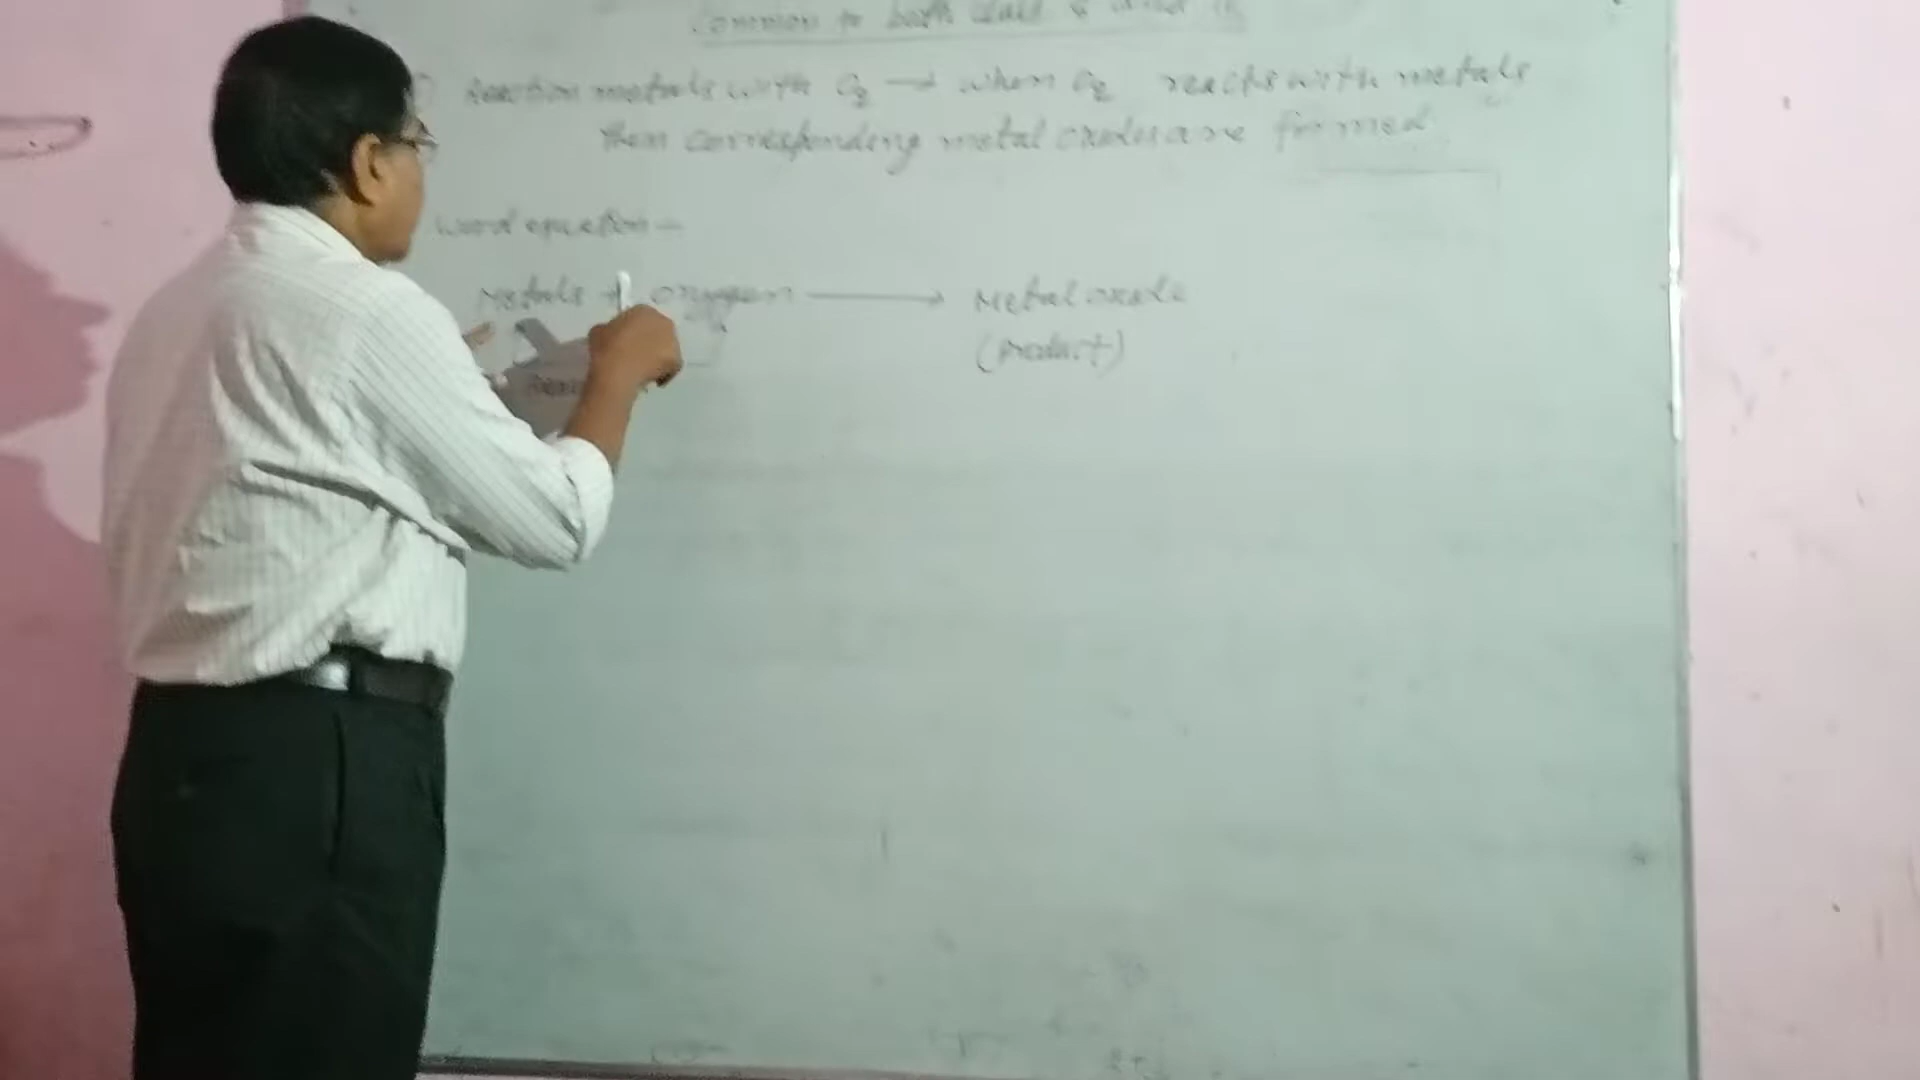 Common to both class
Reaction metals with O2 → when O2 reacts with metals
then corresponding metal oxides are formed
Word equation —
Metals + oxygen ⟶ Metal oxide
(Product)